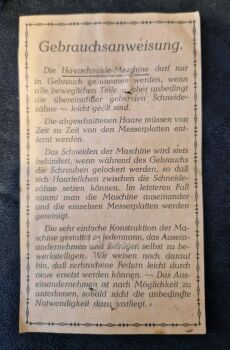 Gebrauchsanweisung.
Die Haarschneide-Maschine darf nur
in Gebrauch genommen werden, wenn
alle beweglichen Teile — aber unbedingt
die übereinander gehenden Schneide-
zähne — leicht geölt sind.
Die abgeschnittenen Haare müssen von
Zeit zu Zeit von den Messerplatten ent-
fernt werden.
Das Schneiden der Maschine wird stets
behindert, wenn während des Gebrauchs
die Schrauben gelockert werden, so daß
sich Haarteilchen zwischen die Schneide-
zähne setzen können. Im letzteren Fall
nimmt man die Maschine auseinander
und die einzelnen Messerplatten werden
gereinigt.
Die sehr einfache Konstruktion der Ma-
schine gestattet es jedermann, das Ausein-
andernehmen und Reinigen selbst zu be-
werkstelligen. Wir weisen noch darauf
hin, daß zerbrochene Federn leicht durch
neue ersetzt werden können. — Das Aus-
einandernehmen ist nach Möglichkeit zu
unterlassen, sobald nicht die unbedingte
Notwendigkeit dazu vorliegt.